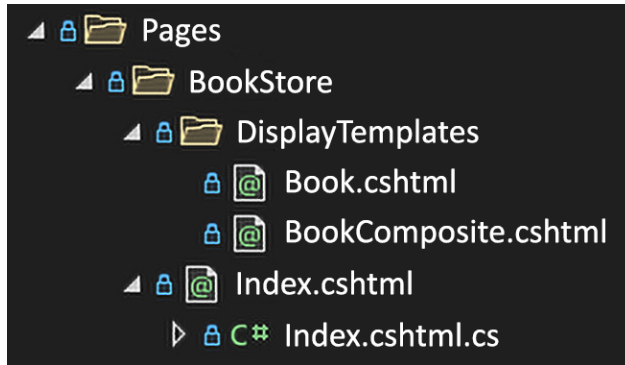 Pages
BookStore
DisplayTemplates
@ Book.cshtml
@ BookComposite.cshtml
@ Index.cshtml
C# Index.cshtml.cs